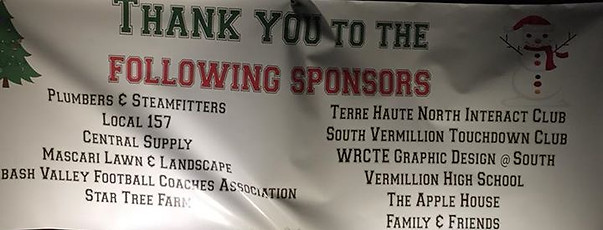 THANK YOU TO THE
FOLLOWING SPONSORS
PLUMBERS & STEAMFITTERS
LOCAL 157
CENTRAL SUPPLY
MASCARI LAWN & LANDSCAPE
BASH VALLEY FOOTBALL COACHES ASSOCIATION
STAR TREE FARM
TERRE HAUTE NORTH INTERACT CLUB
SOUTH VERMILLION TOUCHDOWN CLUB
WRCTE GRAPHIC DESIGN @ SOUTH
VERMILLION HIGH SCHOOL
THE APPLE HOUSE
FAMILY & FRIENDS